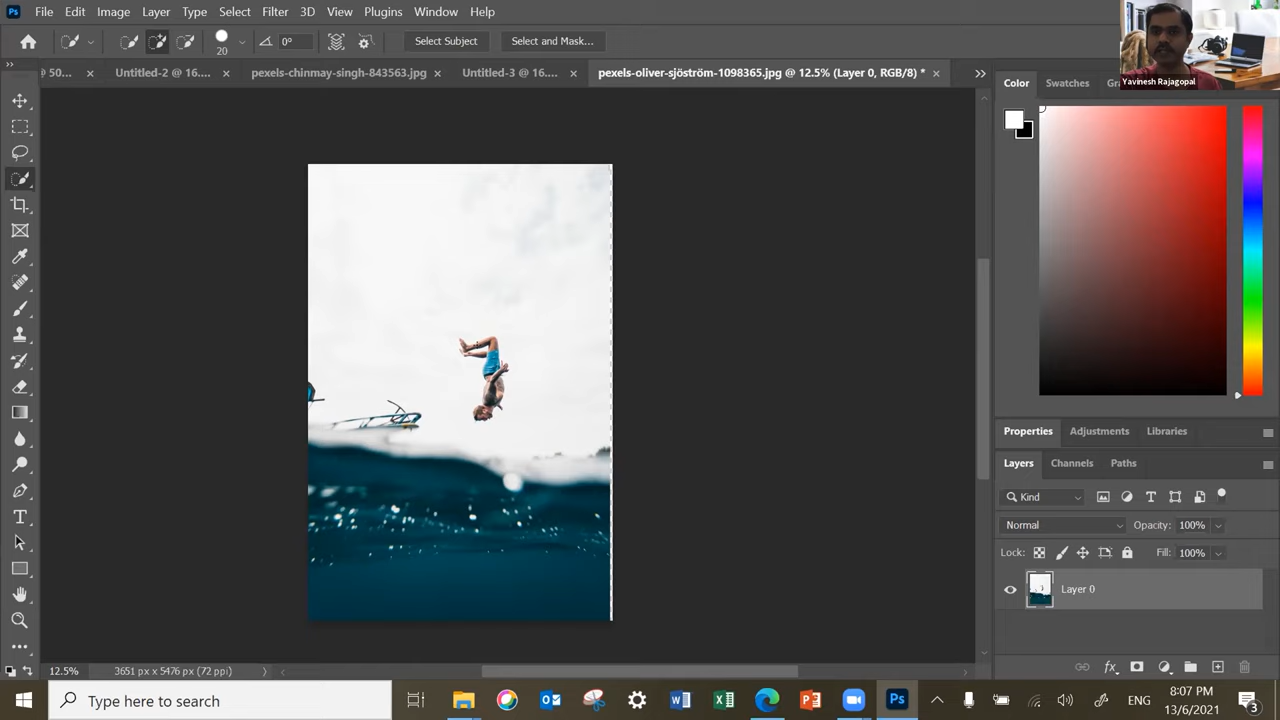 Ps File Edit Image Layer Type Select Filter 3D View Plugins Window Help
20 0° Select Subject Select and Mask...
@ 50... × Untitled-2 @ 16.... × pexels-chinmay-singh-843563.jpg × Untitled-3 @ 16.... × pexels-oliver-sjöström-1098365.jpg @ 12.5% (Layer 0, RGB/8) * ×
Yavinesh Rajagopal
Color Swatches
Properties Adjustments Libraries
Layers Channels Paths
Kind
Normal Opacity: 100%
Lock: Fill: 100%
Layer 0
12.5% 3651 px x 5476 px (72 ppi)
Type here to search
ENG
8:07 PM
13/6/2021
3